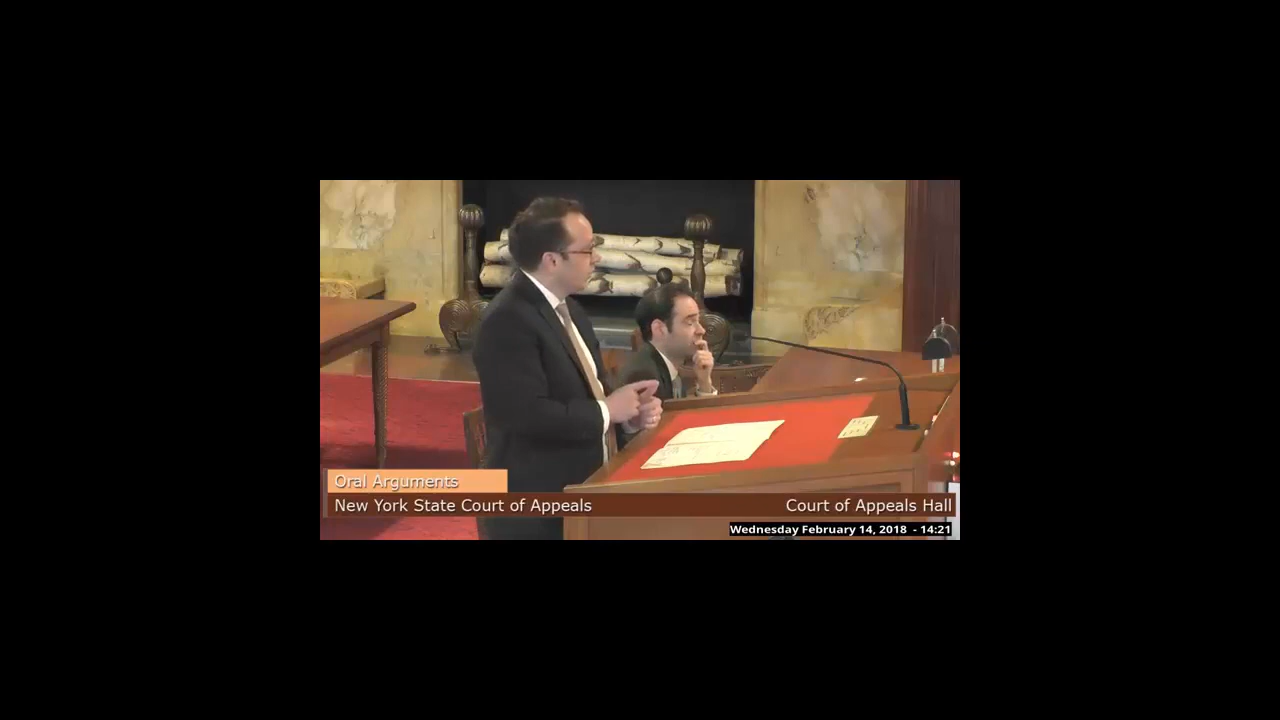 Oral Arguments
New York State Court of Appeals Court of Appeals Hall
Wednesday February 14, 2018 - 14:21